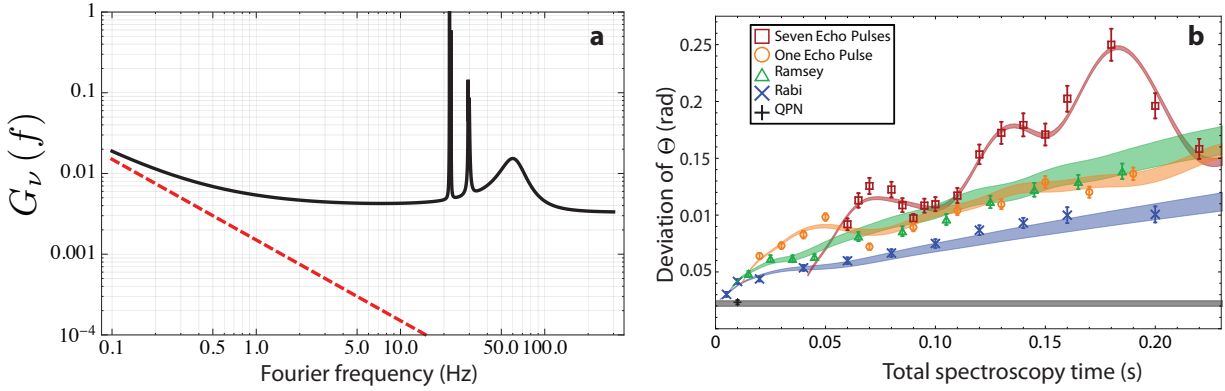 a
G_ν (f)
1
0.1
0.01
0.001
10^−4
0.1
0.5
1.0
5.0
10.0
50.0
100.0
Fourier frequency (Hz)
b
Seven Echo Pulses
One Echo Pulse
Ramsey
Rabi
QPN
Deviation of Θ (rad)
0.25
0.2
0.15
0.01
0.05
0.00
0.05
0.10
0.15
0.20
Total spectroscopy time (s)